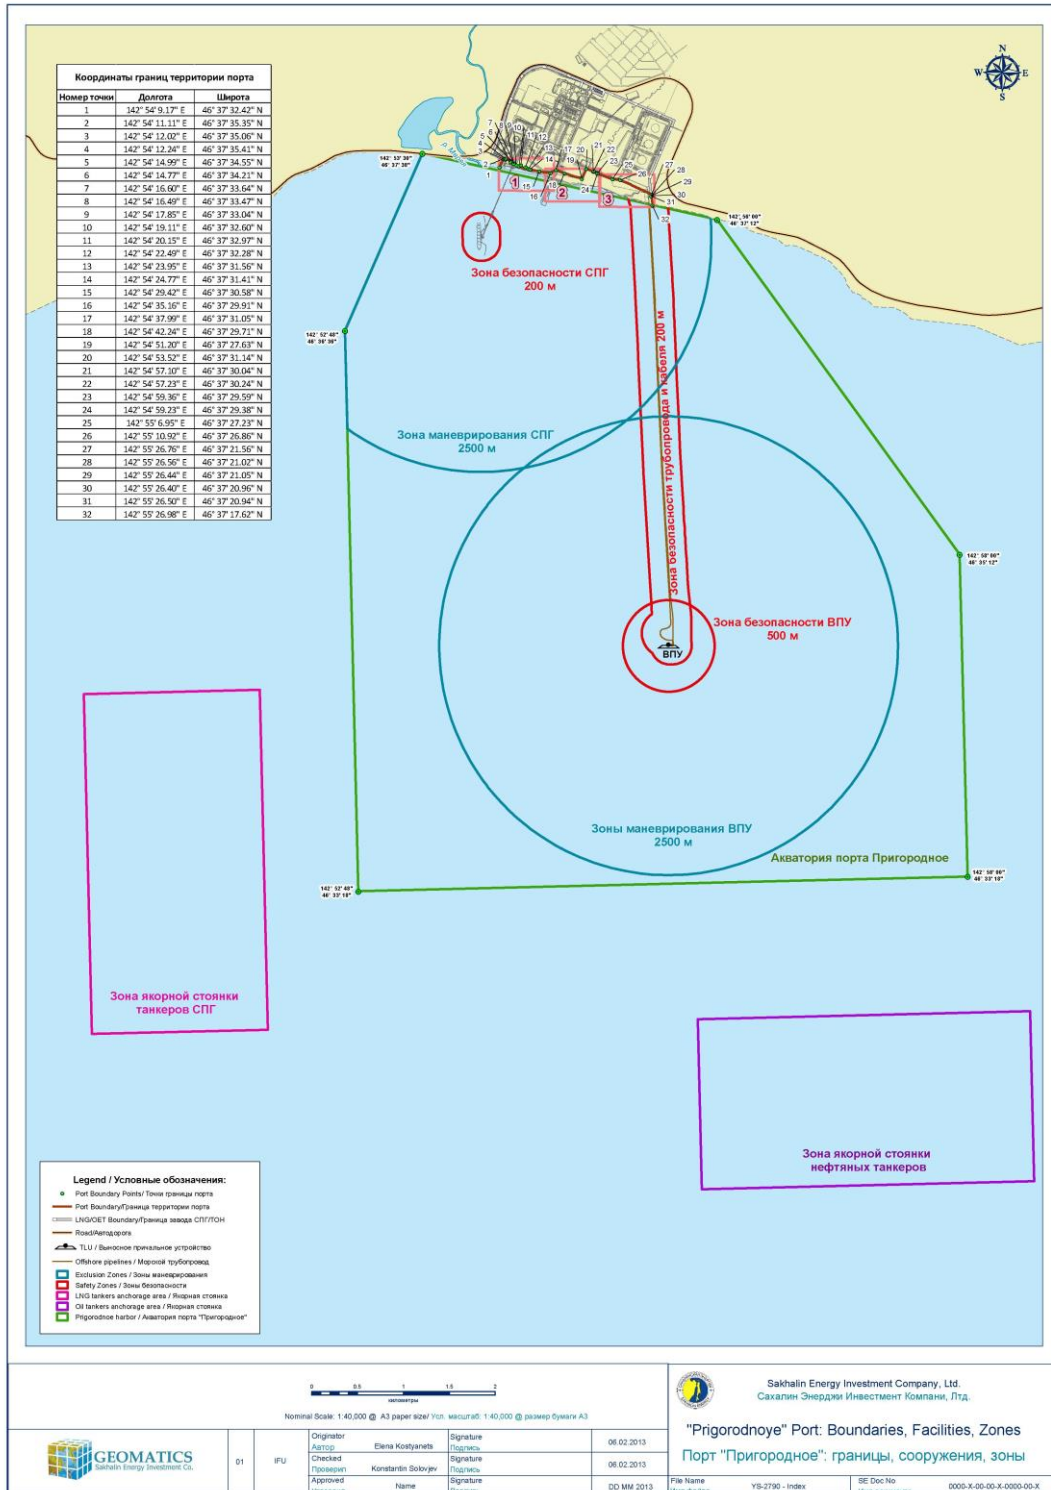 Координаты границ территории порта
Номер точки Долгота Широта
1 142° 54' 9.17" E 46° 37' 32.42" N
2 142° 54' 11.11" E 46° 37' 35.35" N
3 142° 54' 12.02" E 46° 37' 35.06" N
4 142° 54' 12.24" E 46° 37' 35.41" N
5 142° 54' 14.99" E 46° 37' 34.55" N
6 142° 54' 14.77" E 46° 37' 34.21" N
7 142° 54' 16.60" E 46° 37' 33.64" N
8 142° 54' 16.49" E 46° 37' 33.47" N
9 142° 54' 17.85" E 46° 37' 33.04" N
10 142° 54' 19.11" E 46° 37' 32.60" N
11 142° 54' 20.15" E 46° 37' 32.97" N
12 142° 54' 22.49" E 46° 37' 32.28" N
13 142° 54' 23.95" E 46° 37' 31.56" N
14 142° 54' 24.77" E 46° 37' 31.41" N
15 142° 54' 29.42" E 46° 37' 30.58" N
16 142° 54' 35.16" E 46° 37' 29.91" N
17 142° 54' 37.99" E 46° 37' 31.05" N
18 142° 54' 42.24" E 46° 37' 29.71" N
19 142° 54' 51.20" E 46° 37' 27.63" N
20 142° 54' 53.52" E 46° 37' 31.14" N
21 142° 54' 57.10" E 46° 37' 30.04" N
22 142° 54' 57.23" E 46° 37' 30.24" N
23 142° 54' 59.36" E 46° 37' 29.59" N
24 142° 54' 59.23" E 46° 37' 29.38" N
25 142° 55' 6.95" E 46° 37' 27.23" N
26 142° 55' 10.92" E 46° 37' 26.86" N
27 142° 55' 26.76" E 46° 37' 21.56" N
28 142° 55' 26.56" E 46° 37' 21.02" N
29 142° 55' 26.44" E 46° 37' 21.05" N
30 142° 55' 26.40" E 46° 37' 20.96" N
31 142° 55' 26.50" E 46° 37' 20.94" N
32 142° 55' 26.98" E 46° 37' 17.62" N
N
W E
S
1
2
3
Зона безопасности СПГ
200 м
Зона безопасности трубопровода и кабеля 200 м
Зона маневрирования СПГ
2500 м
Зона безопасности ВПУ
500 м
ВПУ
Зоны маневрирования ВПУ
2500 м
Акватория порта Пригородное
Зона якорной стоянки
танкеров СПГ
Зона якорной стоянки
нефтяных танкеров
Legend / Условные обозначения:
Port Boundary Points/ Точки границы порта
Port Boundary/Граница территории порта
LNG/OET Boundary/Граница завода СПГ/ТОН
Road/Автодорога
TLU / Выносное причальное устройство
Offshore pipelines / Морской трубопровод
Exclusion Zones / Зоны маневрирования
Safety Zones / Зоны безопасности
LNG tankers anchorage area / Якорная стоянка
Oil tankers anchorage area / Якорная стоянка
Prigorodnoe harbor / Акватория порта "Пригородное"
0 0.5 1 1.5 2
километры
Nominal Scale: 1:40,000 @ A3 paper size/ Усл. масштаб: 1:40,000 @ размер бумаги А3
Sakhalin Energy Investment Company, Ltd.
Сахалин Энерджи Инвестмент Компани, Лтд.
"Prigorodnoye" Port: Boundaries, Facilities, Zones
Порт "Пригородное": границы, сооружения, зоны
GEOMATICS
Sakhalin Energy Investment Co.
01 IFU
Originator Signature
Автор Elena Kostyanets Подпись 06.02.2013
Checked Signature
Проверил Konstantin Solovjev Подпись 06.02.2013
Approved Name Signature DD MM 2013
File Name YS-2790 - Index SE Doc No 0000-X-00-00-X-0000-00-X